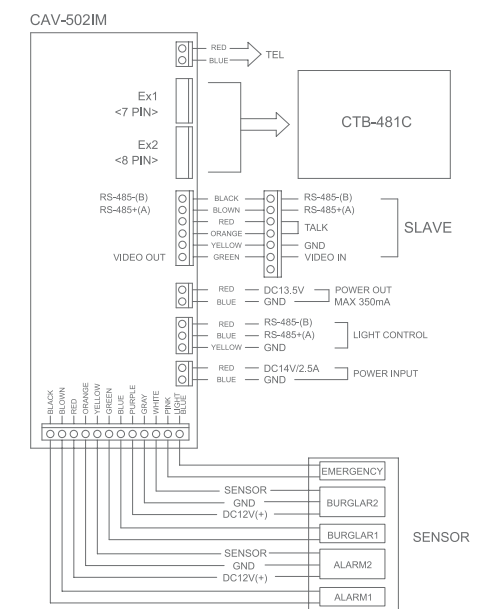 CAV-502IM
RED
BLUE
TEL
Ex1
<7 PIN>
Ex2
<8 PIN>
CTB-481C
RS-485-(B) BLACK RS-485-(B)
RS-485+(A) BLOWN RS-485+(A)
RED
TALK
ORANGE
SLAVE
YELLOW GND
VIDEO OUT GREEN VIDEO IN
RED DC13.5V POWER OUT
BLUE GND MAX 350mA
RED RS-485-(B)
BLUE RS-485+(A) LIGHT CONTROL
YELLOW GND
RED DC14V/2.5A
POWER INPUT
BLUE GND
BLACK
BLOWN
RED
ORANGE
YELLOW
GREEN
BLUE
PURPLE
GRAY
WHITE
PINK
LIGHT
BLUE
EMERGENCY
SENSOR
GND BURGLAR2
DC12V(+)
BURGLAR1
SENSOR
SENSOR
GND ALARM2
DC12V(+)
ALARM1